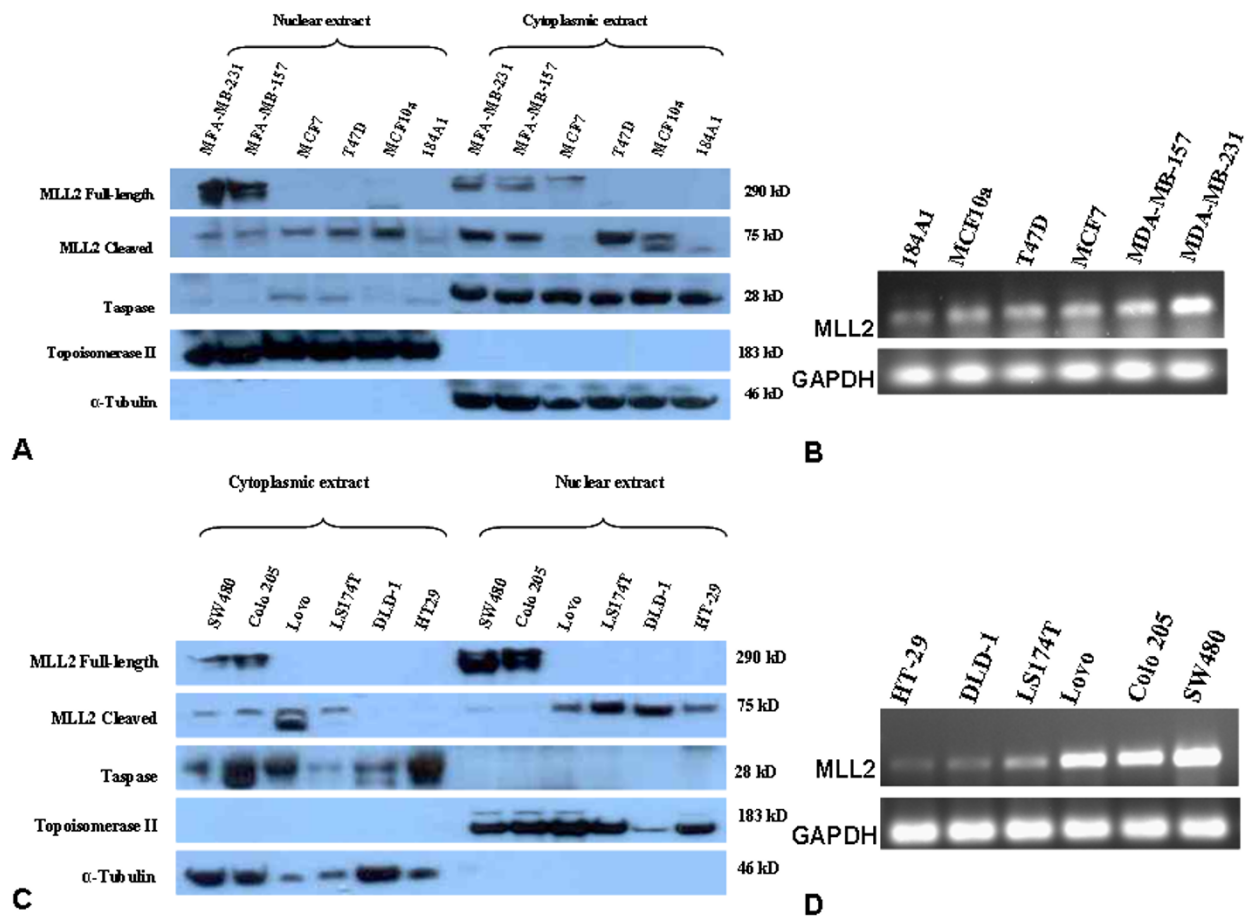 Nuclear extract
Cytoplasmic extract
MFA-MB-231
MFA-MB-157
MCF7
T47D
MCF10a
184A1
MFA-MB-231
MFA-MB-157
MCF7
T47D
MCF10a
184A1
MLL2 Full-length
290 kD
MLL2 Cleaved
75 kD
Taspase
28 kD
Topoisomerase II
183 kD
α-Tubulin
46 kD
A
184A1
MCF10a
T47D
MCF7
MDA-MB-157
MDA-MB-231
MLL2
GAPDH
B
Cytoplasmic extract
Nuclear extract
SW480
Colo 205
Lovo
LS174T
DLD-1
HT29
SW480
Colo 205
Lovo
LS174T
DLD-1
HT-29
MLL2 Full-length
290 kD
MLL2 Cleaved
75 kD
Taspase
28 kD
Topoisomerase II
183 kD
α-Tubulin
46 kD
C
HT-29
DLD-1
LS174T
Lovo
Colo 205
SW480
MLL2
GAPDH
D